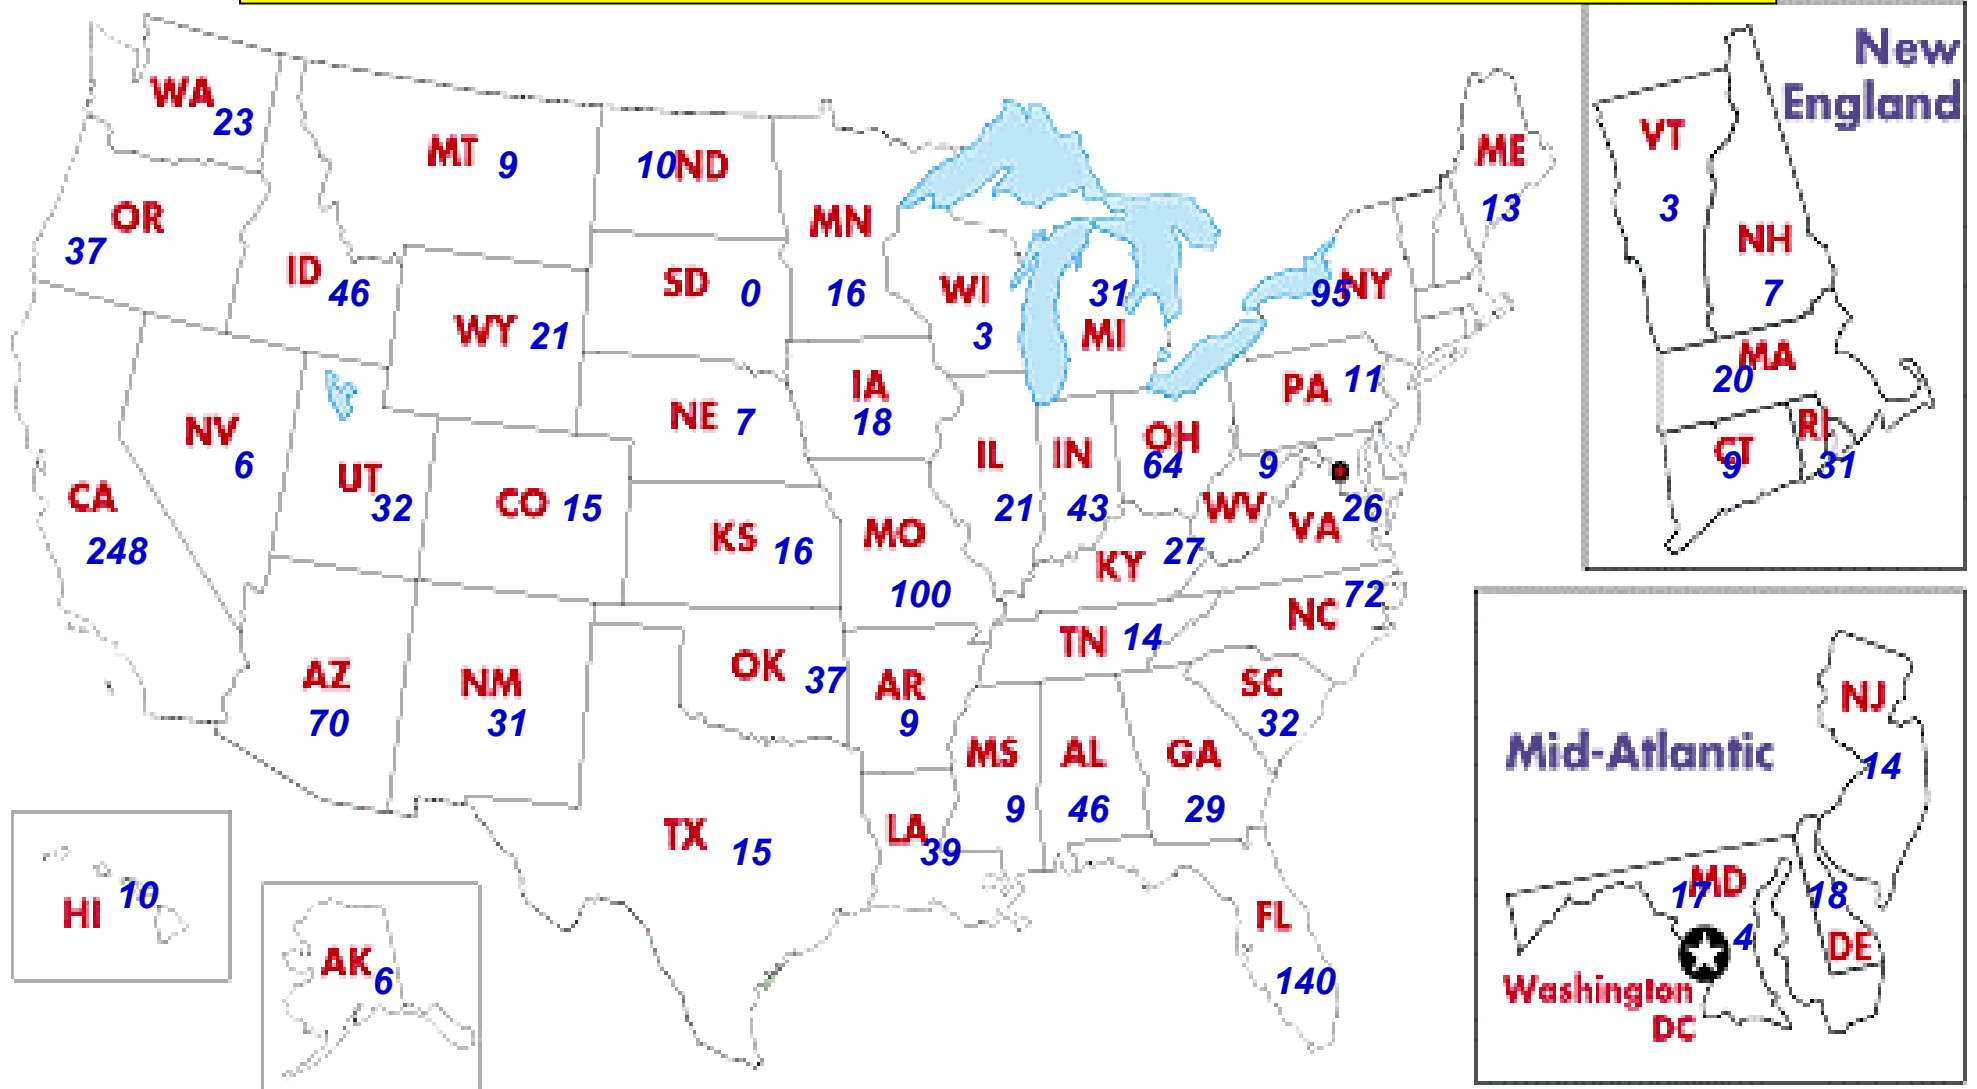 WA
23
MT 9
10 ND
OR
37
ID 46
MN
16
SD 0
WY 21
WI
3
31
MI
95 NY
ME
13
PA 11
IA
18
NE 7
NV
6
UT
32
CO 15
CA
248
IL
21
IN
43
OH
64
9
WV
VA 26
KS 16
MO
100
KY 27
NC 72
TN 14
AZ
70
NM
31
OK 37
AR
9
SC
32
MS
9
AL
46
GA
29
TX 15
LA 39
FL
140
HI 10
AK 6
New
England
VT
3
NH
7
MA
20
CT
9
RI
31
Mid-Atlantic
NJ
14
MD
17
18
4
DE
Washington
DC